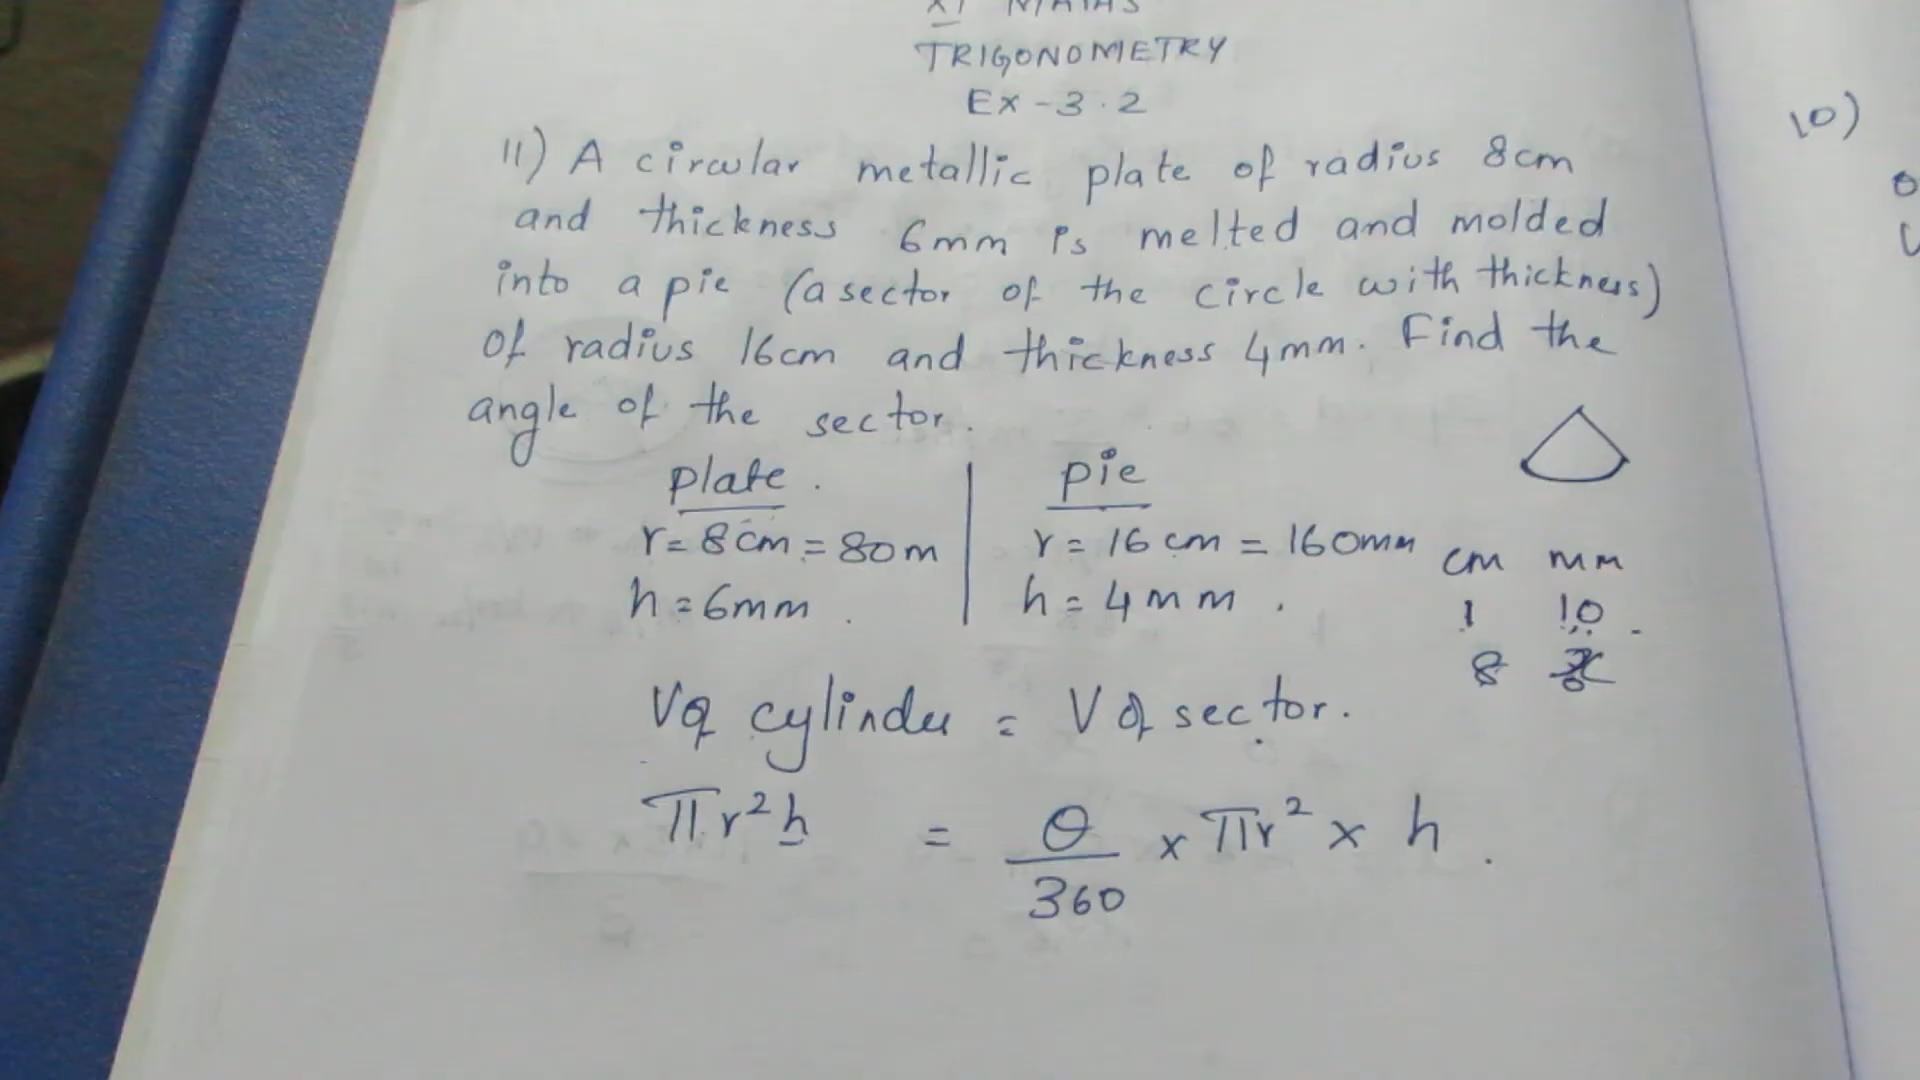 XI MATHS
TRIGONOMETRY
Ex - 3.2
11) A circular metallic plate of radius 8cm
and thickness 6mm is melted and molded
into a pie (a sector of the circle with thickness)
of radius 16cm and thickness 4mm. Find the
angle of the sector.
plate.
r = 8cm = 80m
h = 6mm.
pie
r = 16 cm = 160mm
h = 4mm.
cm mm
1 10
8
V of cylinder = V of sector.
πr²h = θ/360 × πr² × h.
10)